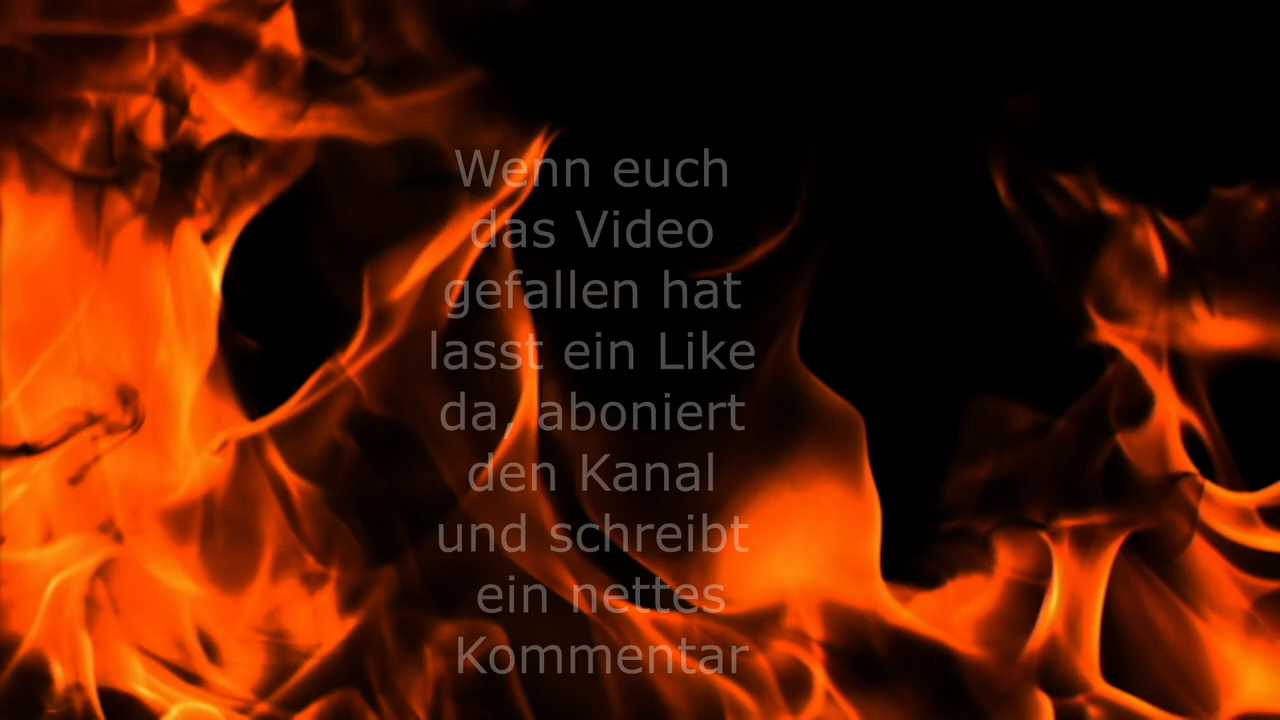 Wenn euch
das Video
gefallen hat
lasst ein Like
da, aboniert
den Kanal
und schreibt
ein nettes
Kommentar